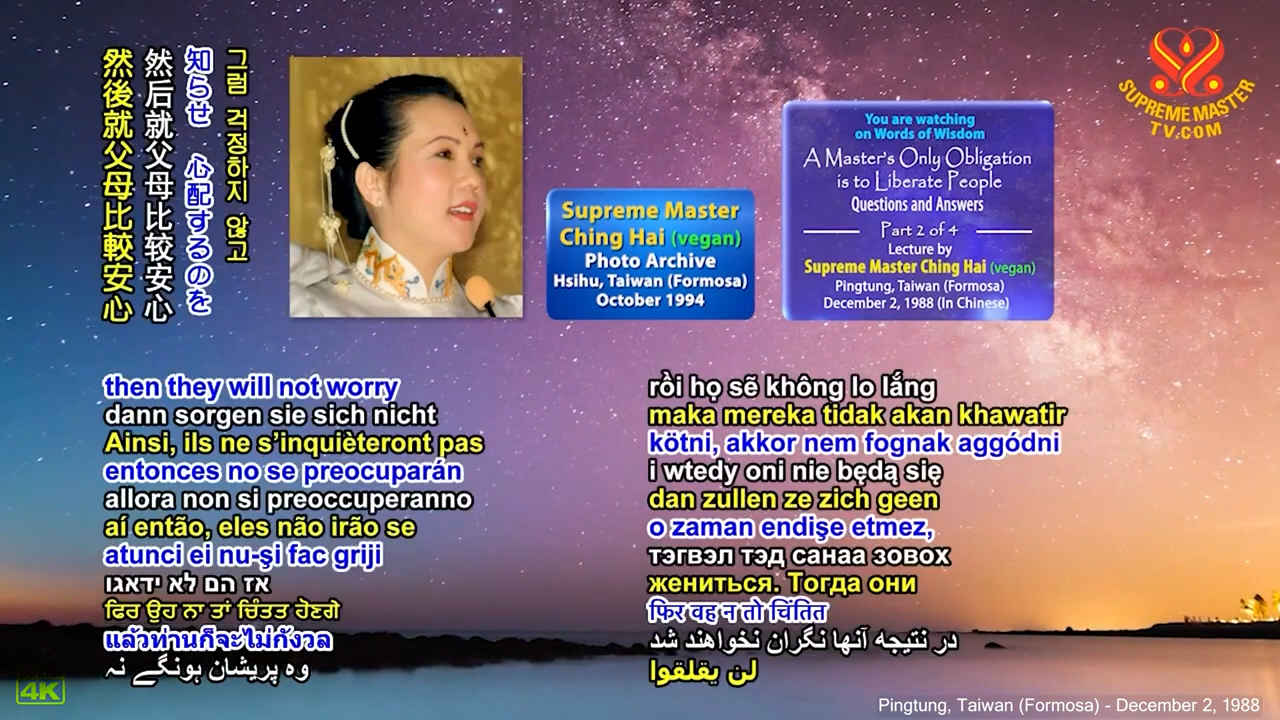 然後就父母比較安心
然后就父母比较安心
知らせ 心配するのを
그럼 걱정하지 않고
Supreme Master
Ching Hai (vegan)
Photo Archive
Hsihu, Taiwan (Formosa)
October 1994
You are watching
on Words of Wisdom
A Master's Only Obligation
is to Liberate People
Questions and Answers
Part 2 of 4
Lecture by
Supreme Master Ching Hai (vegan)
Pingtung, Taiwan (Formosa)
December 2, 1988 (In Chinese)
SUPREME MASTER
TV.COM
then they will not worry
dann sorgen sie sich nicht
Ainsi, ils ne s'inquièteront pas
entonces no se preocuparán
allora non si preoccuperanno
aí então, eles não irão se
atunci ei nu-şi fac griji
אז הם לא ידאגו
ਫਿਰ ਉਹ ਨਾ ਤਾਂ ਚਿੰਤਤ ਹੋਣਗੇ
แล้วท่านก็จะไม่กังวล
وہ پریشان ہونگے نہ
rồi họ sẽ không lo lắng
maka mereka tidak akan khawatir
kötni, akkor nem fognak aggódni
i wtedy oni nie będą się
dan zullen ze zich geen
o zaman endişe etmez,
тэгвэл тэд санаа зовох
жениться. Тогда они
फिर वह न तो चिंतित
در نتیجه آنها نگران نخواهند شد
لن يقلقوا
4K
Pingtung, Taiwan (Formosa) - December 2, 1988